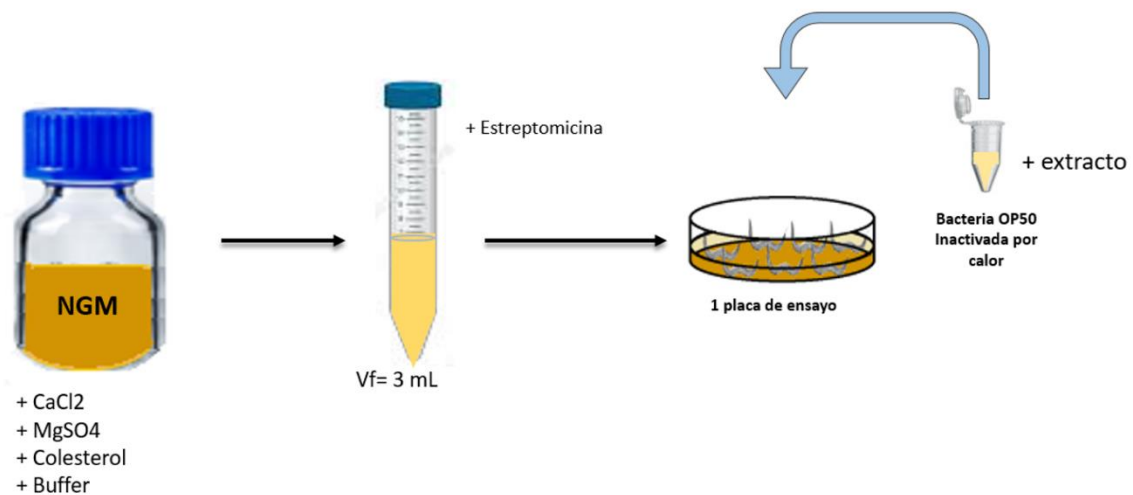 NGM
+ CaCl2
+ MgSO4
+ Colesterol
+ Buffer
+ Estreptomicina
Vf= 3 mL
1 placa de ensayo
+ extracto
Bacteria OP50
Inactivada por
calor